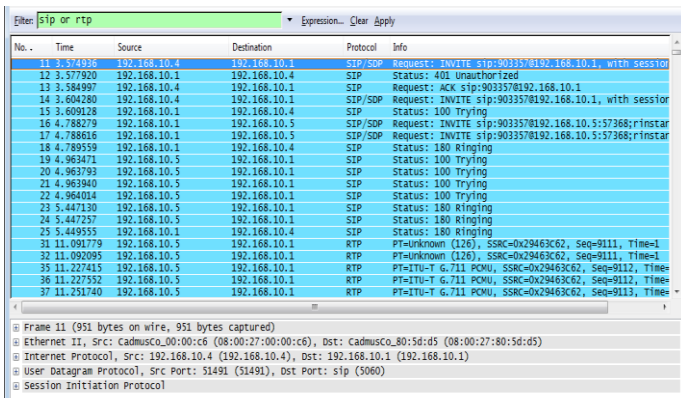 Filter: sip or rtp Expression... Clear Apply
No. . Time Source Destination Protocol Info
11 3.574936 192.168.10.4 192.168.10.1 SIP/SDP Request: INVITE sip:903357@192.168.10.1, with session
12 3.577920 192.168.10.1 192.168.10.4 SIP Status: 401 Unauthorized
13 3.584997 192.168.10.4 192.168.10.1 SIP Request: ACK sip:903357@192.168.10.1
14 3.604280 192.168.10.4 192.168.10.1 SIP/SDP Request: INVITE sip:903357@192.168.10.1, with session
15 3.609128 192.168.10.1 192.168.10.4 SIP Status: 100 Trying
16 4.788279 192.168.10.1 192.168.10.5 SIP/SDP Request: INVITE sip:903357@192.168.10.5:57368;rinstar
17 4.788616 192.168.10.1 192.168.10.5 SIP/SDP Request: INVITE sip:903357@192.168.10.5:57368;rinstar
18 4.789559 192.168.10.1 192.168.10.4 SIP Status: 180 Ringing
19 4.963471 192.168.10.5 192.168.10.1 SIP Status: 100 Trying
20 4.963793 192.168.10.5 192.168.10.1 SIP Status: 100 Trying
21 4.963940 192.168.10.5 192.168.10.1 SIP Status: 100 Trying
22 4.964014 192.168.10.5 192.168.10.1 SIP Status: 100 Trying
23 5.447130 192.168.10.5 192.168.10.1 SIP Status: 180 Ringing
24 5.447257 192.168.10.5 192.168.10.1 SIP Status: 180 Ringing
25 5.449555 192.168.10.1 192.168.10.4 SIP Status: 180 Ringing
31 11.091779 192.168.10.5 192.168.10.1 RTP PT=Unknown (126), SSRC=0x29463C62, Seq=9111, Time=1
32 11.092095 192.168.10.5 192.168.10.1 RTP PT=Unknown (126), SSRC=0x29463C62, Seq=9111, Time=1
35 11.227415 192.168.10.5 192.168.10.1 RTP PT=ITU-T G.711 PCMU, SSRC=0x29463C62, Seq=9112, Time=
36 11.227552 192.168.10.5 192.168.10.1 RTP PT=ITU-T G.711 PCMU, SSRC=0x29463C62, Seq=9112, Time=
37 11.251740 192.168.10.5 192.168.10.1 RTP PT=ITU-T G.711 PCMU, SSRC=0x29463C62, Seq=9113, Time=
Frame 11 (951 bytes on wire, 951 bytes captured)
Ethernet II, Src: CadmusCo_00:00:c6 (08:00:27:00:00:c6), Dst: CadmusCo_80:5d:d5 (08:00:27:80:5d:d5)
Internet Protocol, Src: 192.168.10.4 (192.168.10.4), Dst: 192.168.10.1 (192.168.10.1)
User Datagram Protocol, Src Port: 51491 (51491), Dst Port: sip (5060)
Session Initiation Protocol